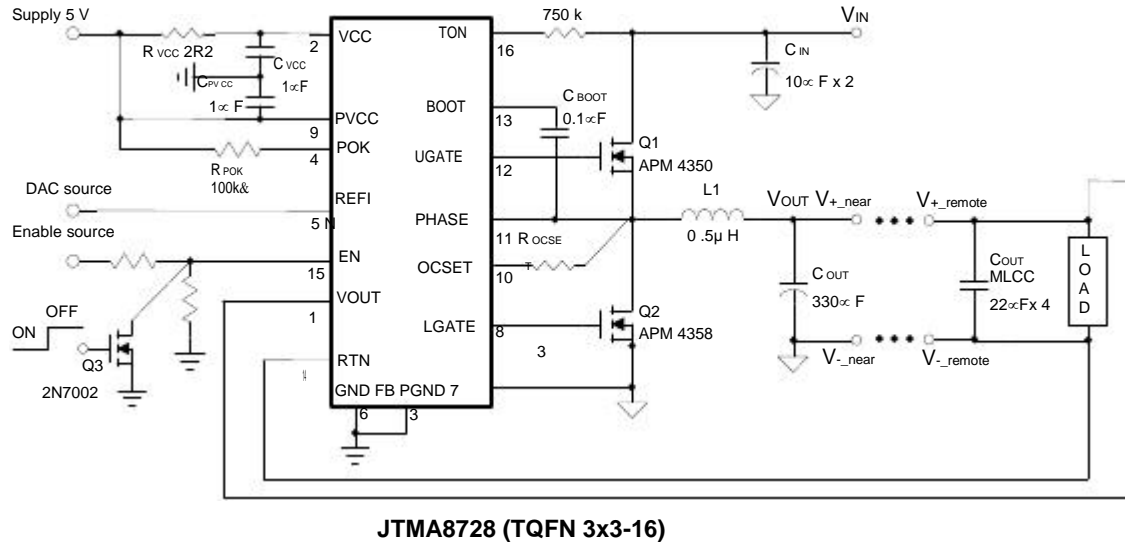 Supply 5 V
R VCC 2R2
2
VCC
C VCC
1∝F
CPVCC
1∝ F
PVCC
9
POK
4
R POK
100k&
DAC source
REFI
5 N
Enable source
EN
15
VOUT
1
OFF
ON
Q3
2N7002
RTN
GND FB PGND 7
6
3
TON
16
750 k
VIN
C IN
10∝ F x 2
BOOT
13
C BOOT
0.1∝F
UGATE
12
Q1
APM 4350
PHASE
11
R OCSE
T
OCSET
10
L1
0 .5µ H
VOUT
V+_near
V+_remote
C OUT
330∝ F
COUT
MLCC
22∝Fx 4
LOAD
LGATE
8
3
Q2
APM 4358
V-_near
V-_remote
JTMA8728 (TQFN 3x3-16)